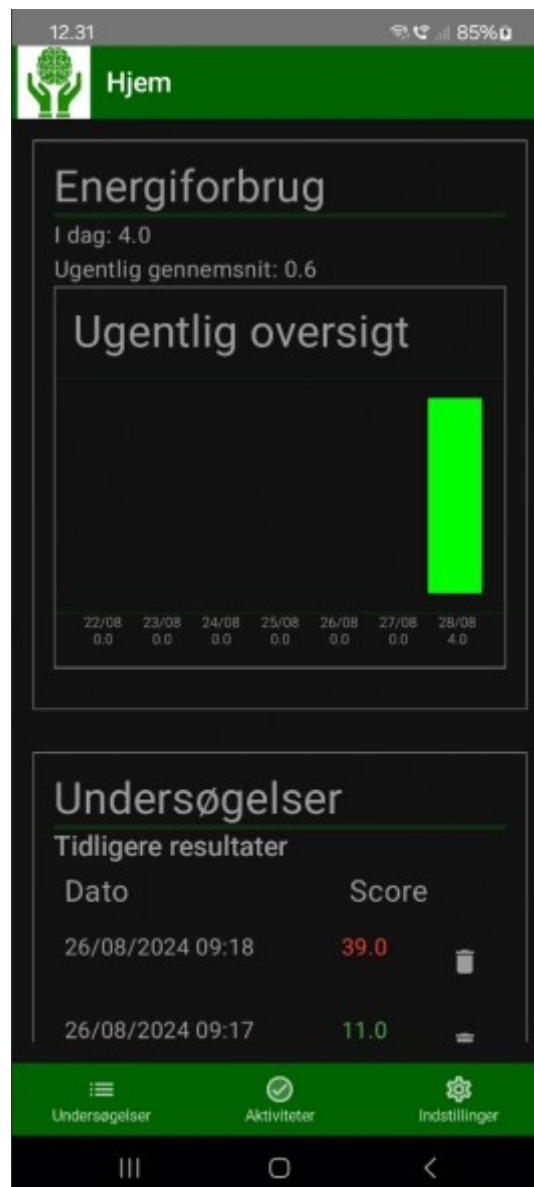 12.31 85%
Hjem
Energiforbrug
I dag: 4.0
Ugentlig gennemsnit: 0.6
Ugentlig oversigt
22/08 23/08 24/08 25/08 26/08 27/08 28/08
0.0 0.0 0.0 0.0 0.0 0.0 4.0
Undersøgelser
Tidligere resultater
Dato Score
26/08/2024 09:18 39.0
26/08/2024 09:17 11.0
Undersøgelser Aktiviteter Indstillinger